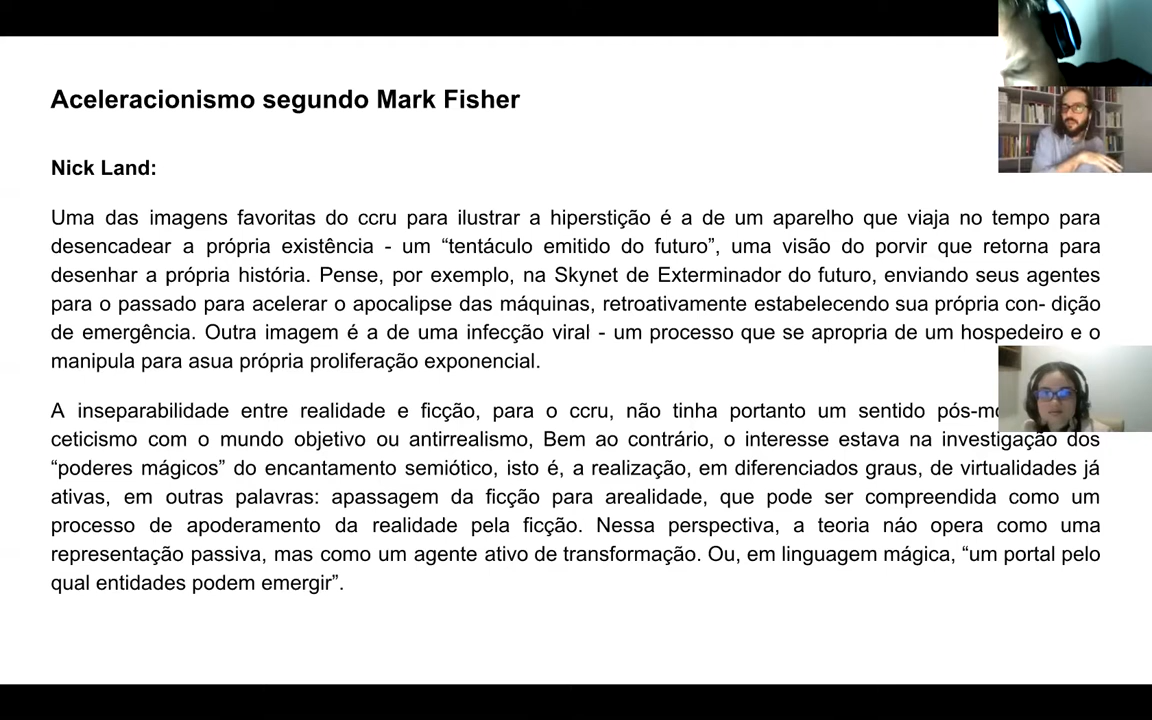 Aceleracionismo segundo Mark Fisher
Nick Land:
Uma das imagens favoritas do ccru para ilustrar a hiperstição é a de um aparelho que viaja no tempo para
desencadear a própria existência - um “tentáculo emitido do futuro”, uma visão do porvir que retorna para
desenhar a própria história. Pense, por exemplo, na Skynet de Exterminador do futuro, enviando seus agentes
para o passado para acelerar o apocalipse das máquinas, retroativamente estabelecendo sua própria con- dição
de emergência. Outra imagem é a de uma infecção viral - um processo que se apropria de um hospedeiro e o
manipula para asua própria proliferação exponencial.
A inseparabilidade entre realidade e ficção, para o ccru, não tinha portanto um sentido
ceticismo com o mundo objetivo ou antirrealismo, Bem ao contrário, o interesse estava na investigação dos
“poderes mágicos” do encantamento semiótico, isto é, a realização, em diferenciados graus, de virtualidades já
ativas, em outras palavras: apassagem da ficção para arealidade, que pode ser compreendida como um
processo de apoderamento da realidade pela ficção. Nessa perspectiva, a teoria náo opera como uma
representação passiva, mas como um agente ativo de transformação. Ou, em linguagem mágica, “um portal pelo
qual entidades podem emergir”.